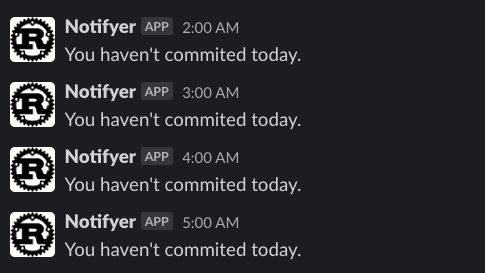 Notifyer APP 2:00 AM
You haven't commited today.
Notifyer APP 3:00 AM
You haven't commited today.
Notifyer APP 4:00 AM
You haven't commited today.
Notifyer APP 5:00 AM
You haven't commited today.